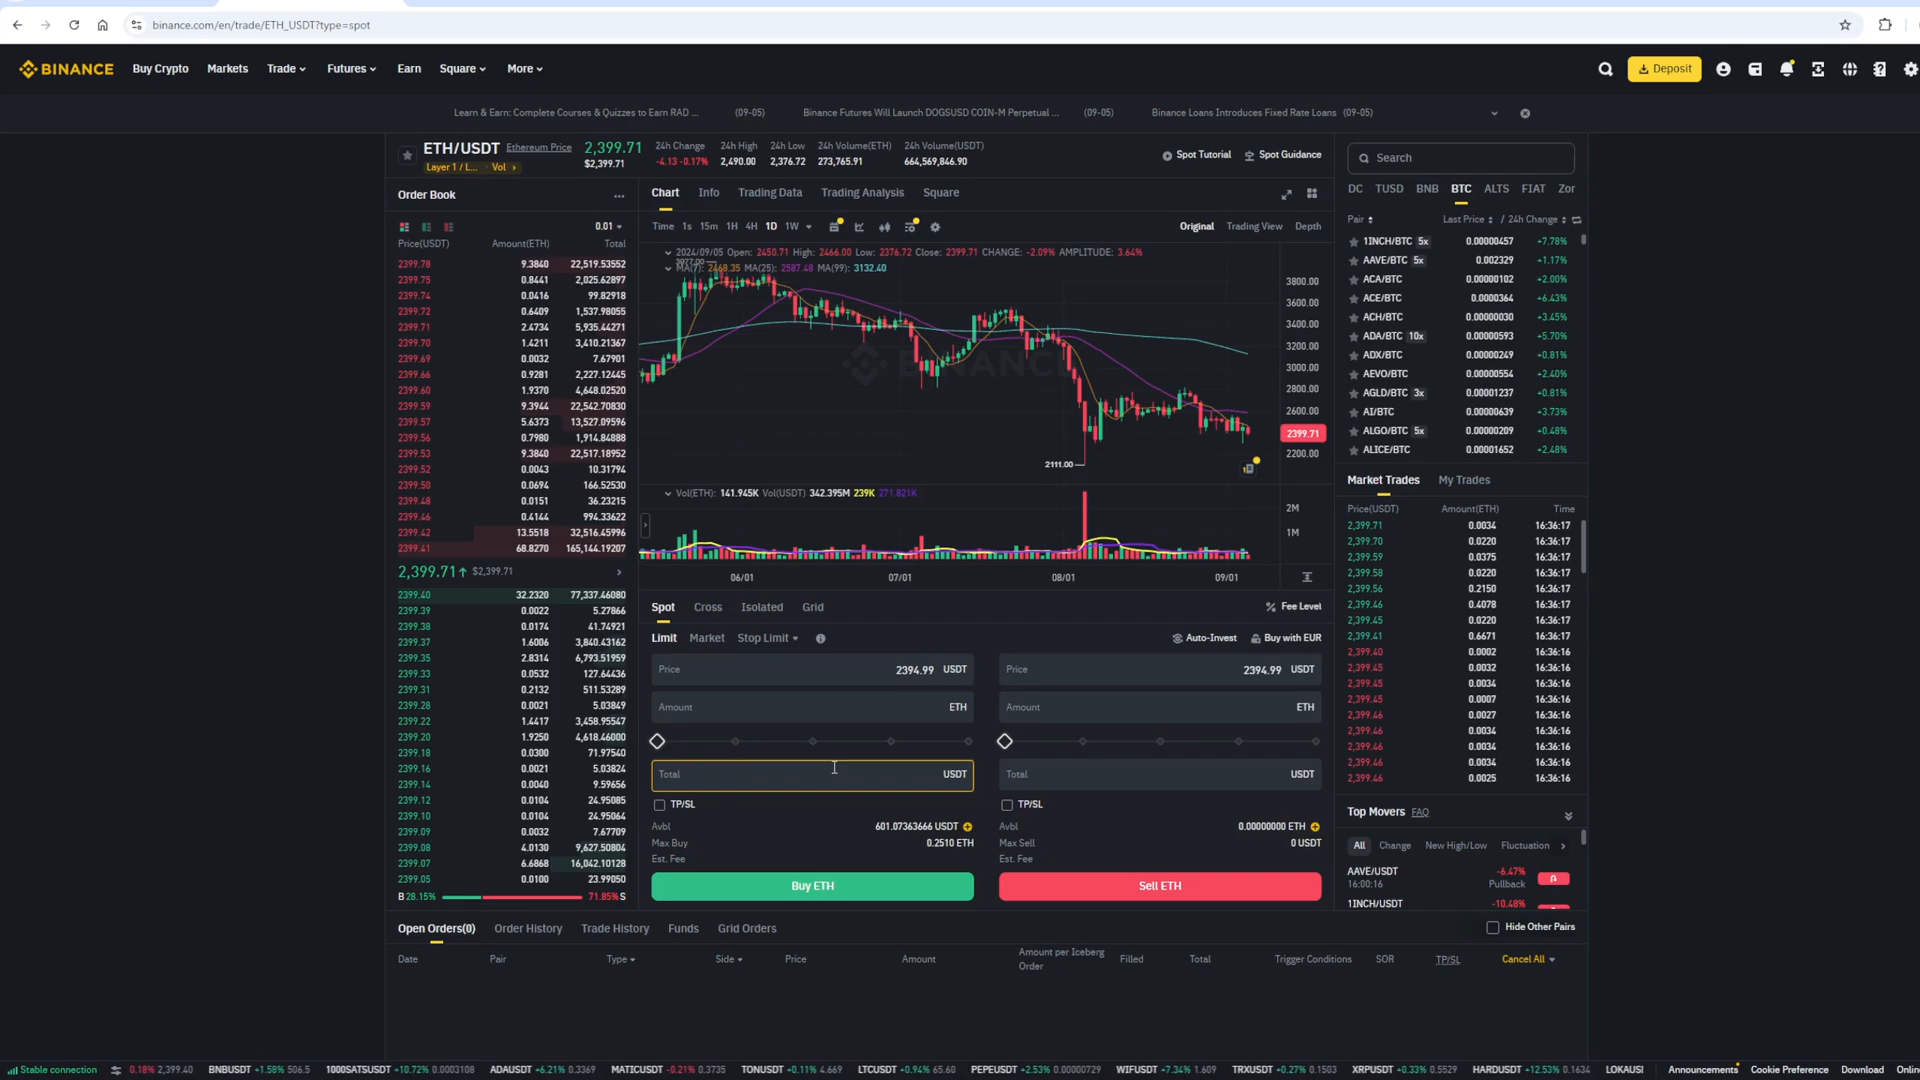 binance.com/en/trade/ETH_USDT?type=spot
BINANCE Buy Crypto Markets Trade Futures Earn Square More Deposit
Learn & Earn: Complete Courses & Quizzes to Earn RAD ... (09-05) Binance Futures Will Launch DOGSUSD COIN-M Perpetual ... (09-05) Binance Loans Introduces Fixed Rate Loans (09-05)
ETH/USDT Ethereum Price 2,399.71 24h Change 24h High 24h Low 24h Volume(ETH) 24h Volume(USDT)
Layer 1 / L... Vol $2,399.71 -4.13 -0.17% 2,490.00 2,376.72 273,765.91 664,569,846.90
Spot Tutorial Spot Guidance
Order Book
0.01
Price(USDT) Amount(ETH) Total
2399.78 9.3840 22,519.53552
2399.75 0.8441 2,025.62897
2399.74 0.0416 99.82918
2399.72 0.6409 1,537.98055
2399.71 2.4734 5,935.44271
2399.70 1.4211 3,410.21367
2399.69 0.0032 7.67901
2399.66 0.9281 2,227.12445
2399.60 1.9370 4,648.02520
2399.59 9.3944 22,542.70830
2399.57 5.6373 13,527.09596
2399.56 0.7980 1,914.84888
2399.53 9.3840 22,517.18952
2399.52 0.0043 10.31794
2399.50 0.0694 166.52530
2399.48 0.0151 36.23215
2399.46 0.4144 994.33622
2399.42 13.5518 32,516.45996
2399.41 68.8270 165,144.19207
2,399.71↑ $2,399.71
2399.40 32.2320 77,337.46080
2399.39 0.0022 5.27866
2399.38 0.0174 41.74921
2399.37 1.6006 3,840.43162
2399.35 2.8314 6,793.51959
2399.33 0.0532 127.64436
2399.31 0.2132 511.53289
2399.28 0.0021 5.03849
2399.22 1.4417 3,458.95547
2399.20 1.9250 4,618.46000
2399.18 0.0300 71.97540
2399.16 0.0021 5.03824
2399.14 0.0040 9.59656
2399.12 0.0104 24.95085
2399.10 0.0104 24.95064
2399.09 0.0032 7.67709
2399.08 4.0130 9,627.50804
2399.07 6.6868 16,042.10128
2399.05 0.0100 23.99050
B 28.15% 71.85% S
Chart Info Trading Data Trading Analysis Square
Time 1s 15m 1H 4H 1D 1W Original Trading View Depth
2024/09/05 Open: 2450.71 High: 2466.00 Low: 2376.72 Close: 2399.71 CHANGE: -2.09% AMPLITUDE: 3.64%
MA(7): 2468.35 MA(25): 2587.48 MA(99): 3132.40
3977.00
BINANCE
3800.00
3600.00
3400.00
3200.00
3000.00
2800.00
2600.00
2399.71
2200.00
2111.00
Vol(ETH): 141.945K Vol(USDT) 342.395M 239K 271.821K
2M
1M
06/01 07/01 08/01 09/01
Spot Cross Isolated Grid Fee Level
Limit Market Stop Limit Auto-Invest Buy with EUR
Price 2394.99 USDT Price 2394.99 USDT
Amount ETH Amount ETH
Total USDT Total USDT
TP/SL TP/SL
Avbl 601.07363666 USDT Avbl 0.00000000 ETH
Max Buy 0.2510 ETH Max Sell 0 USDT
Est. Fee Est. Fee
Buy ETH Sell ETH
Search
DC TUSD BNB BTC ALTS FIAT Zor
Pair Last Price / 24h Change
1INCH/BTC 5x 0.00000457 +7.78%
AAVE/BTC 5x 0.002329 +1.17%
ACA/BTC 0.00000102 +2.00%
ACE/BTC 0.0000364 +6.43%
ACH/BTC 0.00000030 +3.45%
ADA/BTC 10x 0.00000593 +5.70%
ADX/BTC 0.00000249 +0.81%
AEVO/BTC 0.00000554 +2.40%
AGLD/BTC 3x 0.00001237 +0.81%
AI/BTC 0.00000639 +3.73%
ALGO/BTC 5x 0.00000209 +0.48%
ALICE/BTC 0.00001652 +2.48%
Market Trades My Trades
Price(USDT) Amount(ETH) Time
2,399.71 0.0034 16:36:17
2,399.70 0.0220 16:36:17
2,399.59 0.0375 16:36:17
2,399.58 0.0220 16:36:17
2,399.56 0.2150 16:36:17
2,399.46 0.4078 16:36:17
2,399.45 0.0220 16:36:17
2,399.41 0.6671 16:36:17
2,399.40 0.0002 16:36:16
2,399.45 0.0032 16:36:16
2,399.45 0.0034 16:36:16
2,399.45 0.0007 16:36:16
2,399.46 0.0027 16:36:16
2,399.46 0.0034 16:36:16
2,399.46 0.0034 16:36:16
2,399.46 0.0034 16:36:16
2,399.46 0.0025 16:36:16
Top Movers FAQ
All Change New High/Low Fluctuation
AAVE/USDT -6.47%
16:00:16 Pullback
1INCH/USDT -10.48%
Open Orders(0) Order History Trade History Funds Grid Orders Hide Other Pairs
Date Pair Type Side Price Amount Amount per Iceberg Order Filled Total Trigger Conditions SOR TP/SL Cancel All
Stable connection 0.18% 2,399.40 BNBUSDT +1.58% 506.5 1000SATSUSDT +10.72% 0.0003108 ADAUSDT +6.21% 0.3369 MATICUSDT -0.21% 0.3735 TONUSDT +0.11% 4.669 LTCUSDT +0.94% 65.60 PEPEUSDT +2.53% 0.00000729 WIFUSDT +7.34% 1.609 TRXUSDT +0.27% 0.1503 XRPUSDT +0.33% 0.5529 HARDUSDT +12.53% 0.1634 LOKAUSI Announcements Cookie Preference Download Onlin